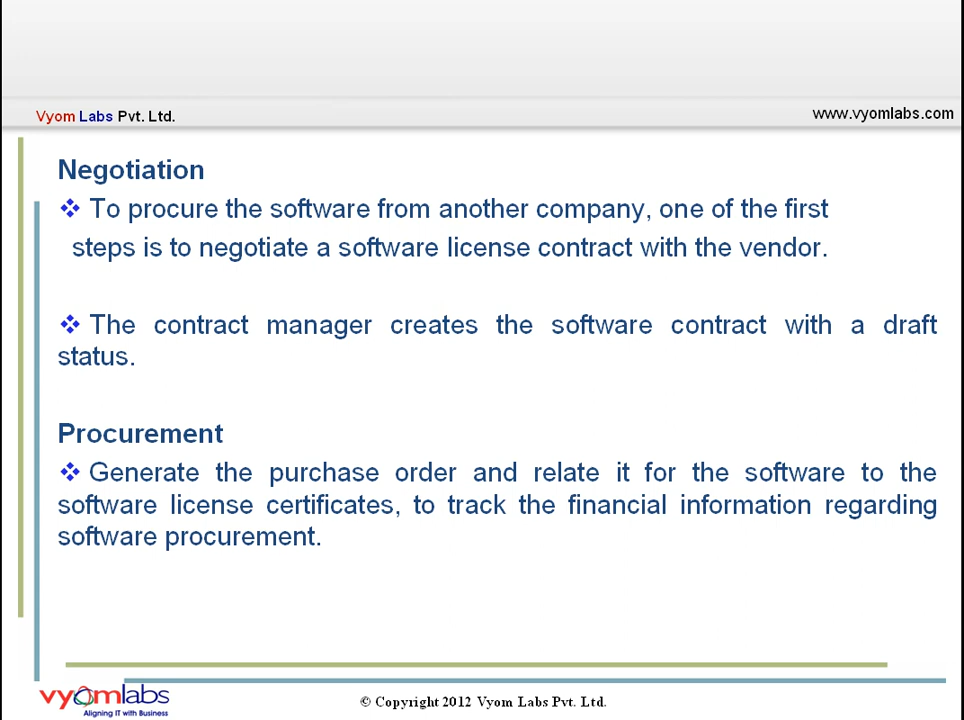 Vyom Labs Pvt. Ltd.
www.vyomlabs.com
Negotiation
❖ To procure the software from another company, one of the first
steps is to negotiate a software license contract with the vendor.
❖ The contract manager creates the software contract with a draft
status.
Procurement
❖ Generate the purchase order and relate it for the software to the
software license certificates, to track the financial information regarding
software procurement.
vyomlabs
Aligning IT with Business
© Copyright 2012 Vyom Labs Pvt. Ltd.